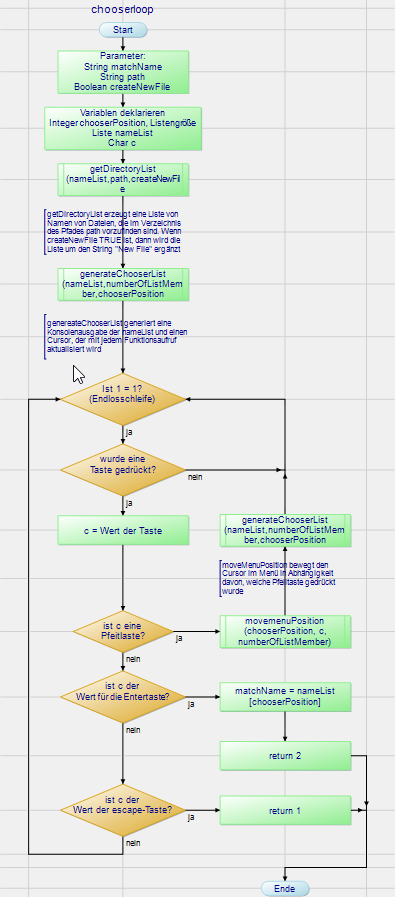 chooserloop
Start
Parameter:
String matchName
String path
Boolean createNewFile
Variablen deklarieren
Integer chooserPosition, Listengröße
Liste nameList
Char c
getDirectoryList
(nameList,path,createNewFil
e
getDirectoryList erzeugt eine Liste von
Namen von Dateien, die im Verzeichnis
des Pfades path vorzufinden sind. Wenn
createNewFile TRUE ist, dann wird die
Liste um den String "New File" ergänzt
generateChooserList
(nameList,numberOfListMem
ber,chooserPosition
genereateChooserList generiert eine
Konsolenausgabe der nameList und einen
Cursor, der mit jedem Funktionsaufruf
aktualisiert wird
Ist 1 = 1?
(Endlosschleife)
ja
wurde eine
Taste gedrückt?
nein
ja
c = Wert der Taste
generateChooserList
(nameList,numberOfListMem
ber,chooserPosition
moveMenuPosition bewegt den
Cursor im Menü in Abhängigkeit
davon, welche Pfeiltaste gedrückt
wurde
ist c eine
Pfeiltaste?
ja
movemenuPosition
(chooserPosition, c,
numberOfListMember)
nein
ist c der
Wert für die Entertaste?
ja
matchName = nameList
[chooserPosition]
nein
return 2
ist c der
Wert der escape-Taste?
ja
return 1
nein
Ende